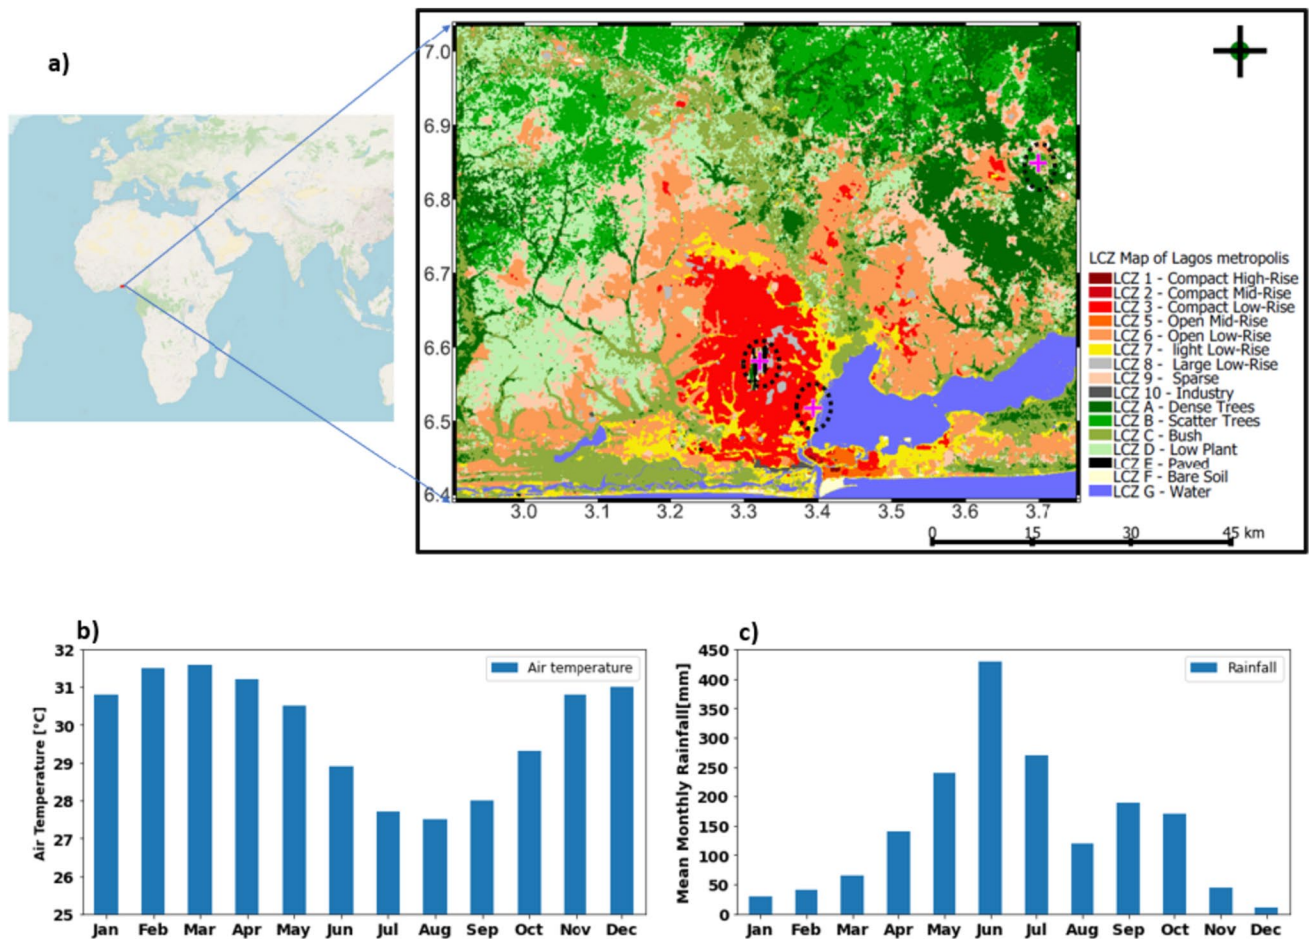 a)
7.0
6.9
6.8
6.7
6.6
6.5
6.4
3.0 3.1 3.2 3.3 3.4 3.5 3.6 3.7
LCZ Map of Lagos metropolis
LCZ 1 - Compact High-Rise
LCZ 2 - Compact Mid-Rise
LCZ 3 - Compact Low-Rise
LCZ 5 - Open Mid-Rise
LCZ 6 - Open Low-Rise
LCZ 7 - light Low-Rise
LCZ 8 - Large Low-Rise
LCZ 9 - Sparse
LCZ 10 - Industry
LCZ A - Dense Trees
LCZ B - Scatter Trees
LCZ C - Bush
LCZ D - Low Plant
LCZ E - Paved
LCZ F - Bare Soil
LCZ G - Water
0 15 30 45 km
b)
Air temperature
Air Temperature [°C]
32
31
30
29
28
27
26
25
Jan Feb Mar Apr May Jun Jul Aug Sep Oct Nov Dec
c)
Rainfall
Mean Monthly Rainfall[mm]
450
400
350
300
250
200
150
100
50
0
Jan Feb Mar Apr May Jun Jul Aug Sep Oct Nov Dec